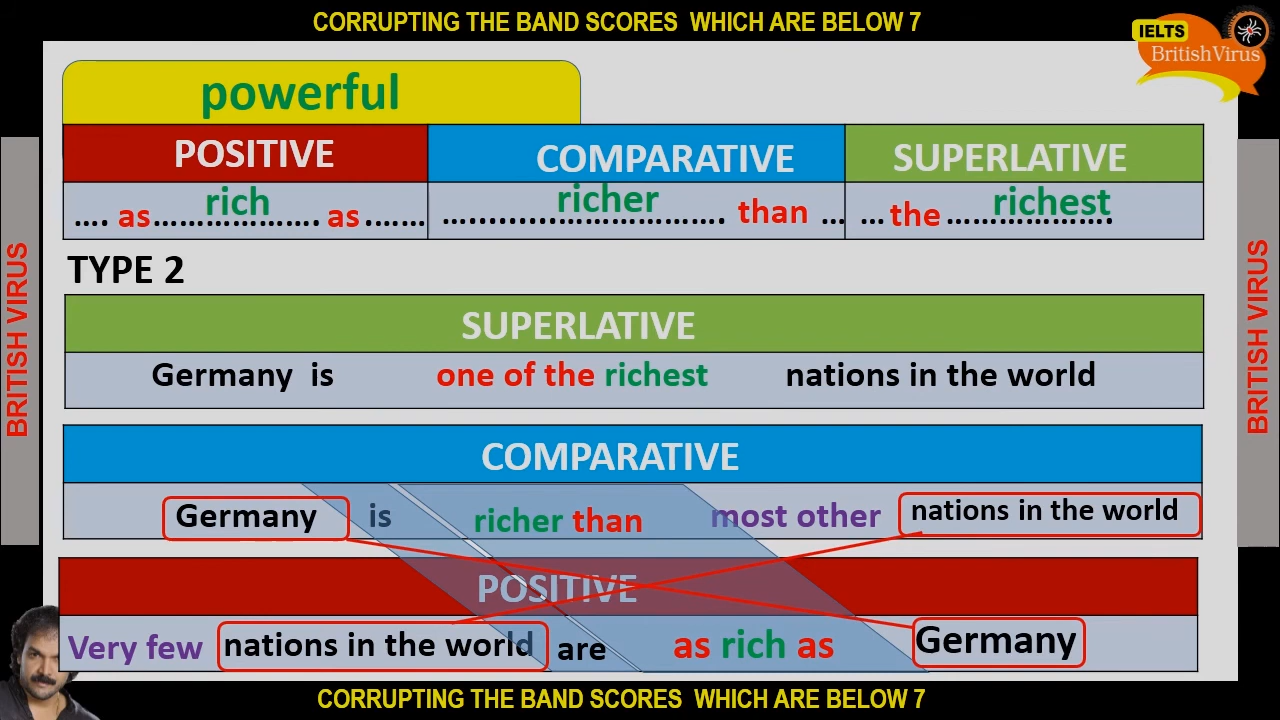 CORRUPTING THE BAND SCORES WHICH ARE BELOW 7
IELTS
BritishVirus
powerful
POSITIVE COMPARATIVE SUPERLATIVE
.... as...... rich ...... as....... ...... richer ...... than ... ...the ...... richest
TYPE 2
SUPERLATIVE
Germany is one of the richest nations in the world
COMPARATIVE
Germany is richer than most other nations in the world
POSITIVE
Very few nations in the world are as rich as Germany
CORRUPTING THE BAND SCORES WHICH ARE BELOW 7
BRITISH VIRUS
BRITISH VIRUS